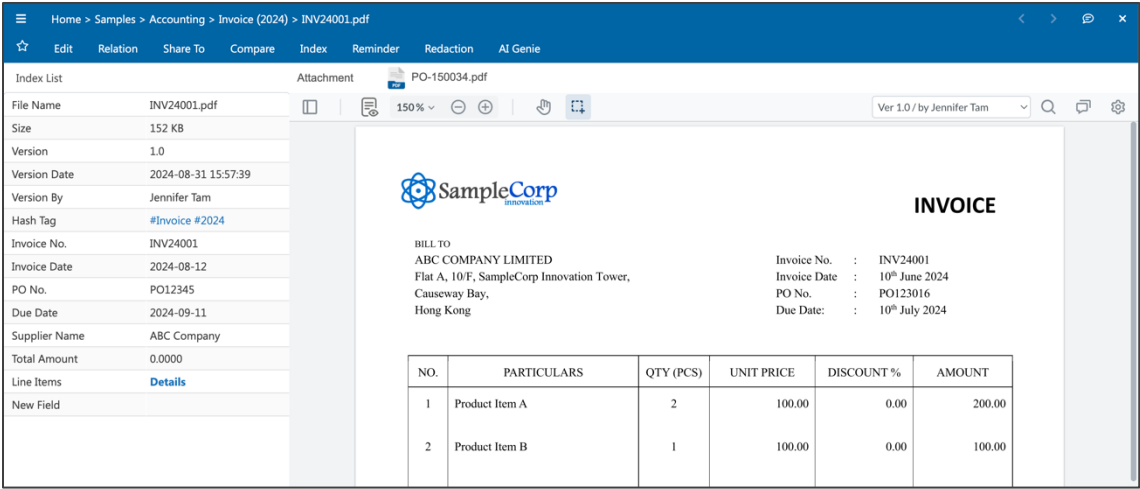 Home > Samples > Accounting > Invoice (2024) > INV24001.pdf
Edit Relation Share To Compare Index Reminder Redaction AI Genie
Index List
File Name INV24001.pdf
Size 152 KB
Version 1.0
Version Date 2024-08-31 15:57:39
Version By Jennifer Tam
Hash Tag #Invoice #2024
Invoice No. INV24001
Invoice Date 2024-08-12
PO No. PO12345
Due Date 2024-09-11
Supplier Name ABC Company
Total Amount 0.0000
Line Items Details
New Field
Attachment PDF PO-150034.pdf
150% Ver 1.0 / by Jennifer Tam
SampleCorp
innovation
INVOICE
BILL TO
ABC COMPANY LIMITED
Flat A, 10/F, SampleCorp Innovation Tower,
Causeway Bay,
Hong Kong
Invoice No. : INV24001
Invoice Date : 10th June 2024
PO No. : PO123016
Due Date: : 10th July 2024
NO. PARTICULARS QTY (PCS) UNIT PRICE DISCOUNT % AMOUNT
1 Product Item A 2 100.00 0.00 200.00
2 Product Item B 1 100.00 0.00 100.00